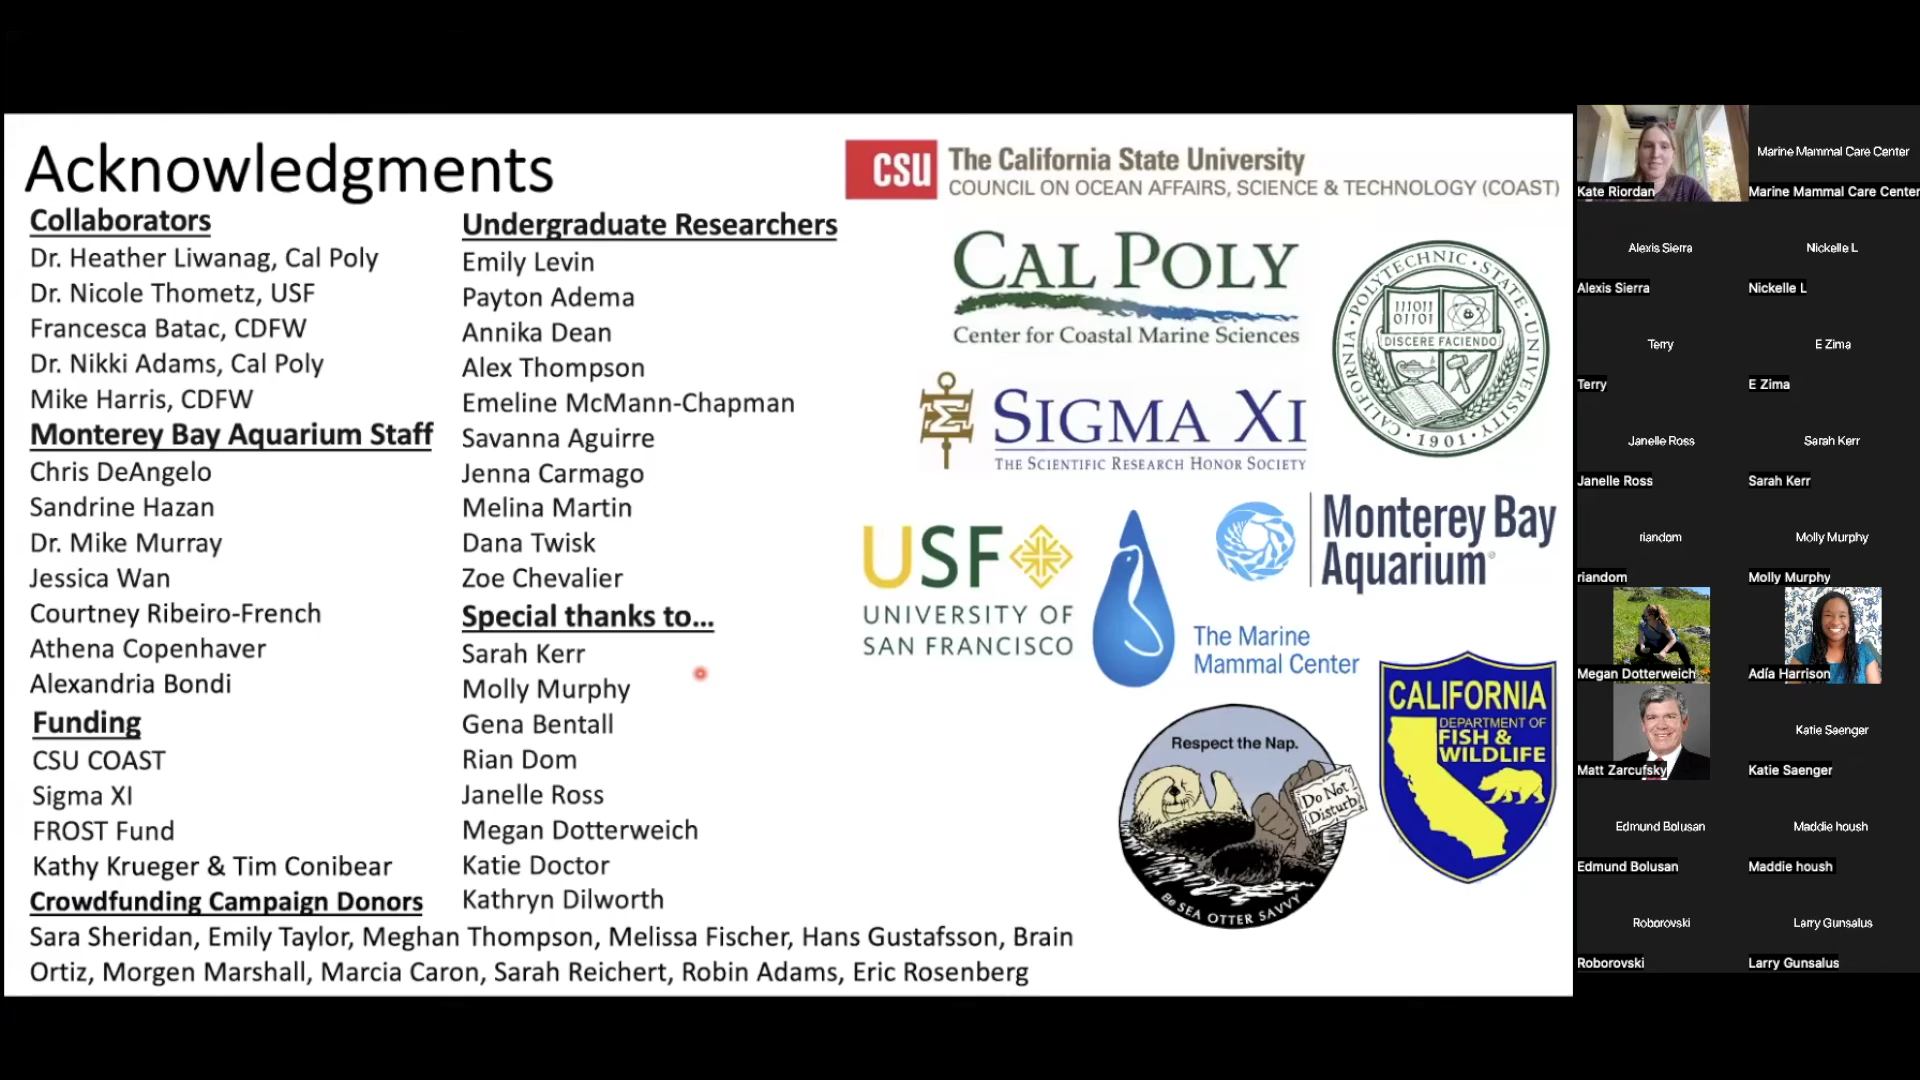 Acknowledgments
Collaborators
Dr. Heather Liwanag, Cal Poly
Dr. Nicole Thometz, USF
Francesca Batac, CDFW
Dr. Nikki Adams, Cal Poly
Mike Harris, CDFW
Monterey Bay Aquarium Staff
Chris DeAngelo
Sandrine Hazan
Dr. Mike Murray
Jessica Wan
Courtney Ribeiro-French
Athena Copenhaver
Alexandria Bondi
Funding
CSU COAST
Sigma XI
FROST Fund
Kathy Krueger & Tim Conibear
Crowdfunding Campaign Donors
Sara Sheridan, Emily Taylor, Meghan Thompson, Melissa Fischer, Hans Gustafsson, Brain
Ortiz, Morgen Marshall, Marcia Caron, Sarah Reichert, Robin Adams, Eric Rosenberg
Undergraduate Researchers
Emily Levin
Payton Adema
Annika Dean
Alex Thompson
Emeline McMann-Chapman
Savanna Aguirre
Jenna Carmago
Melina Martin
Dana Twisk
Zoe Chevalier
Special thanks to...
Sarah Kerr
Molly Murphy
Gena Bentall
Rian Dom
Janelle Ross
Megan Dotterweich
Katie Doctor
Kathryn Dilworth
CSU
The California State University
COUNCIL ON OCEAN AFFAIRS, SCIENCE & TECHNOLOGY (COAST)
CAL POLY
Center for Coastal Marine Sciences
CALIFORNIA · POLYTECHNIC · STATE · UNIVERSITY
111011
01101
DISCERE FACIENDO
· 1901 ·
Σ
SIGMA XI
THE SCIENTIFIC RESEARCH HONOR SOCIETY
USF
UNIVERSITY OF
SAN FRANCISCO
Monterey Bay
Aquarium
The Marine
Mammal Center
Respect the Nap.
Do Not
Disturb
Be SEA OTTER SAVVY
CALIFORNIA
DEPARTMENT OF
FISH &
WILDLIFE
Kate Riordan
Marine Mammal Care Center
Marine Mammal Care Center
Alexis Sierra
Alexis Sierra
Nickelle L
Nickelle L
Terry
Terry
E Zima
E Zima
Janelle Ross
Janelle Ross
Sarah Kerr
Sarah Kerr
riandom
riandom
Molly Murphy
Molly Murphy
Megan Dotterweich
Adía Harrison
Matt Zarcufsky
Katie Saenger
Katie Saenger
Edmund Bolusan
Edmund Bolusan
Maddie housh
Maddie housh
Roborovski
Roborovski
Larry Gunsalus
Larry Gunsalus